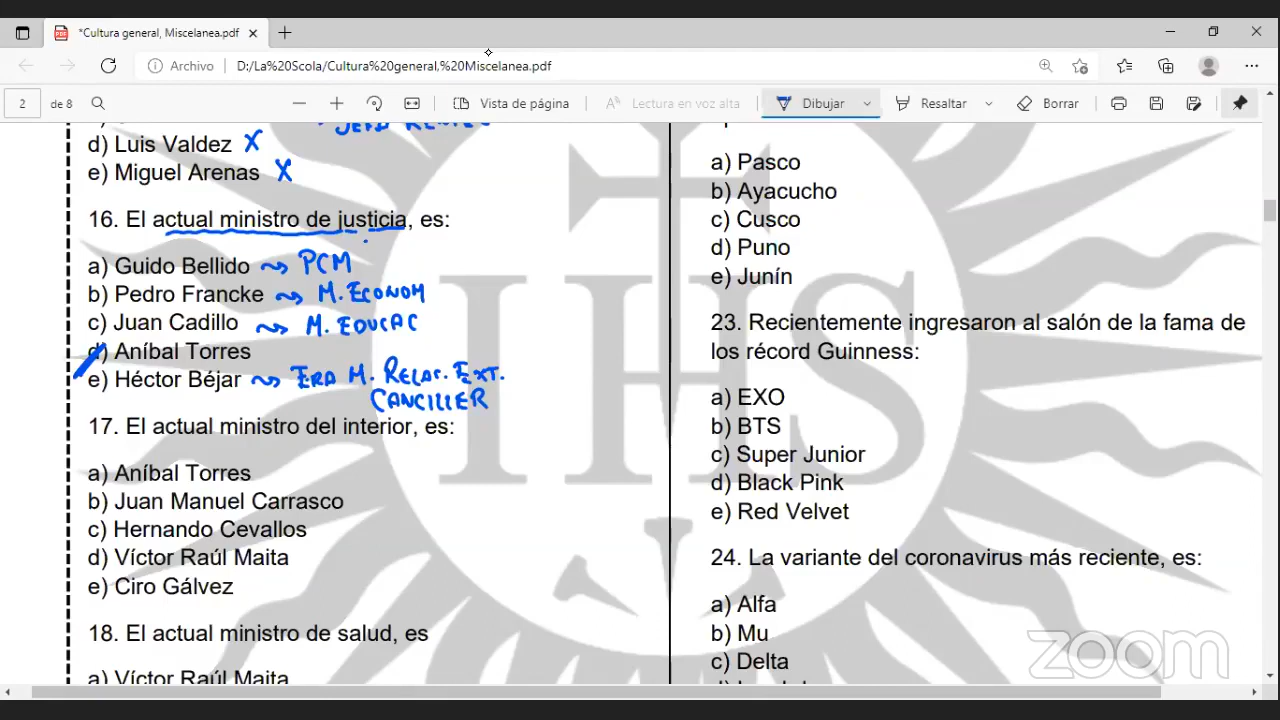 *Cultura general, Miscelanea.pdf
Archivo
D:/La%20Scola/Cultura%20general,%20Miscelanea.pdf
2 de 8
Vista de página
Lectura en voz alta
Dibujar
Resaltar
Borrar
d) Luis Valdez X
e) Miguel Arenas X
16. El actual ministro de justicia, es:
a) Guido Bellido ~> PCM
b) Pedro Francke ~> M. ECONOM
c) Juan Cadillo ~> M. EDUCAC
d) Aníbal Torres
e) Héctor Béjar ~> ERA M. RELAC. EXT.
CANCILLER
17. El actual ministro del interior, es:
a) Aníbal Torres
b) Juan Manuel Carrasco
c) Hernando Cevallos
d) Víctor Raúl Maita
e) Ciro Gálvez
18. El actual ministro de salud, es
a) Víctor Raúl Maita
a) Pasco
b) Ayacucho
c) Cusco
d) Puno
e) Junín
23. Recientemente ingresaron al salón de la fama de
los récord Guinness:
a) EXO
b) BTS
c) Super Junior
d) Black Pink
e) Red Velvet
24. La variante del coronavirus más reciente, es:
a) Alfa
b) Mu
c) Delta
IHS
zoom